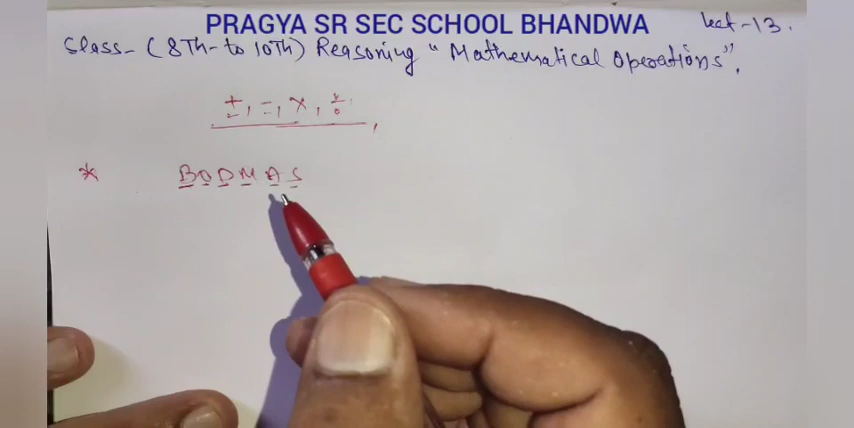 PRAGYA SR SEC SCHOOL BHANDWA
Lect-13.
Class-(8Th-to 10Th) Reasoning "Mathematical Operations".
+, -, ×, ÷,
* BODMAS